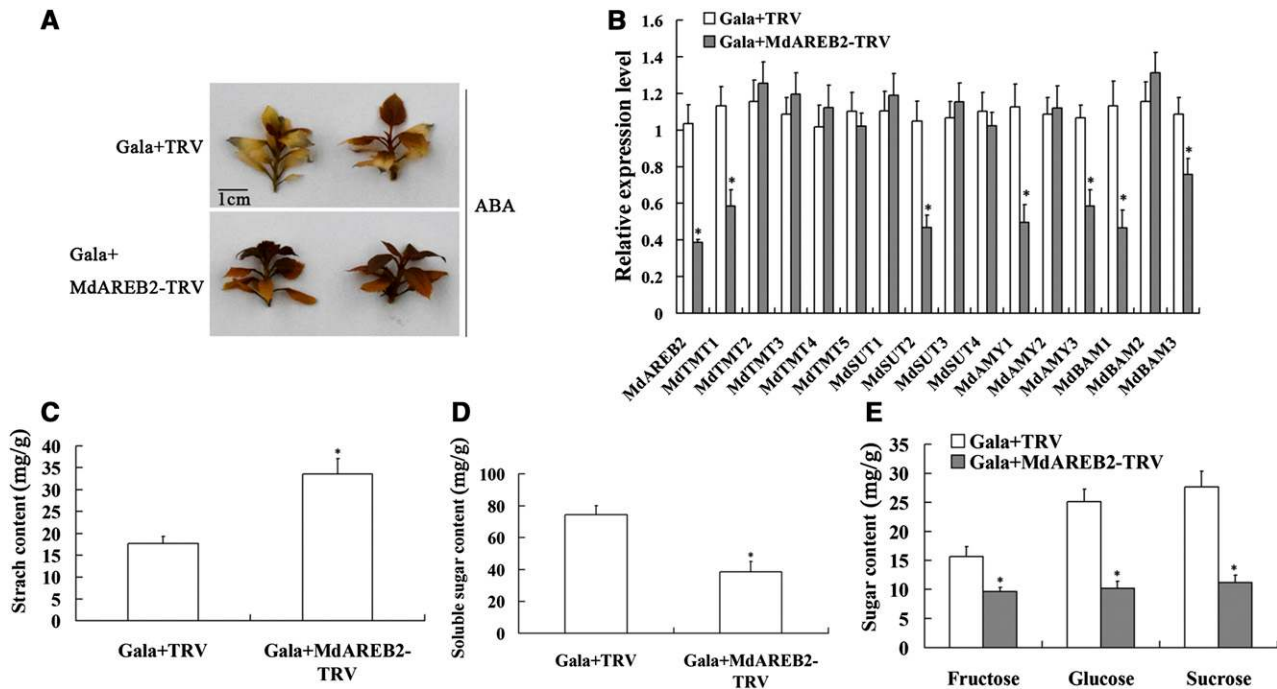 A
Gala+TRV
1cm
Gala+
MdAREB2-TRV
ABA
B
Gala+TRV
Gala+MdAREB2-TRV
Relative expression level
1.6
1.4
1.2
1
0.8
0.6
0.4
0.2
0
*
*
*
*
*
*
*
MdAREB2
MdTMT1
MdTMT2
MdTMT3
MdTMT4
MdTMT5
MdSUT1
MdSUT2
MdSUT3
MdSUT4
MdAMY1
MdAMY2
MdAMY3
MdBAM1
MdBAM2
MdBAM3
C
Strach content (mg/g)
40
35
30
25
20
15
10
5
0
*
Gala+TRV
Gala+MdAREB2-
TRV
D
Soluble sugar content (mg/g)
100
80
60
40
20
0
*
Gala+TRV
Gala+MdAREB2-
TRV
E
Gala+TRV
Gala+MdAREB2-TRV
Sugar content (mg/g)
35
30
25
20
15
10
5
0
*
*
*
Fructose
Glucose
Sucrose